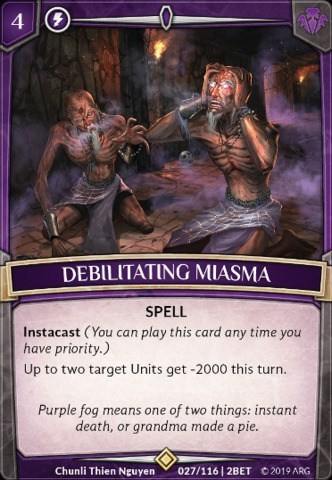 4
DEBILITATING MIASMA
SPELL
Instacast (You can play this card any time you
have priority.)
Up to two target Units get -2000 this turn.
Purple fog means one of two things: instant
death, or grandma made a pie.
Chunli Thien Nguyen 027/116 | 2BET © 2019 ARG